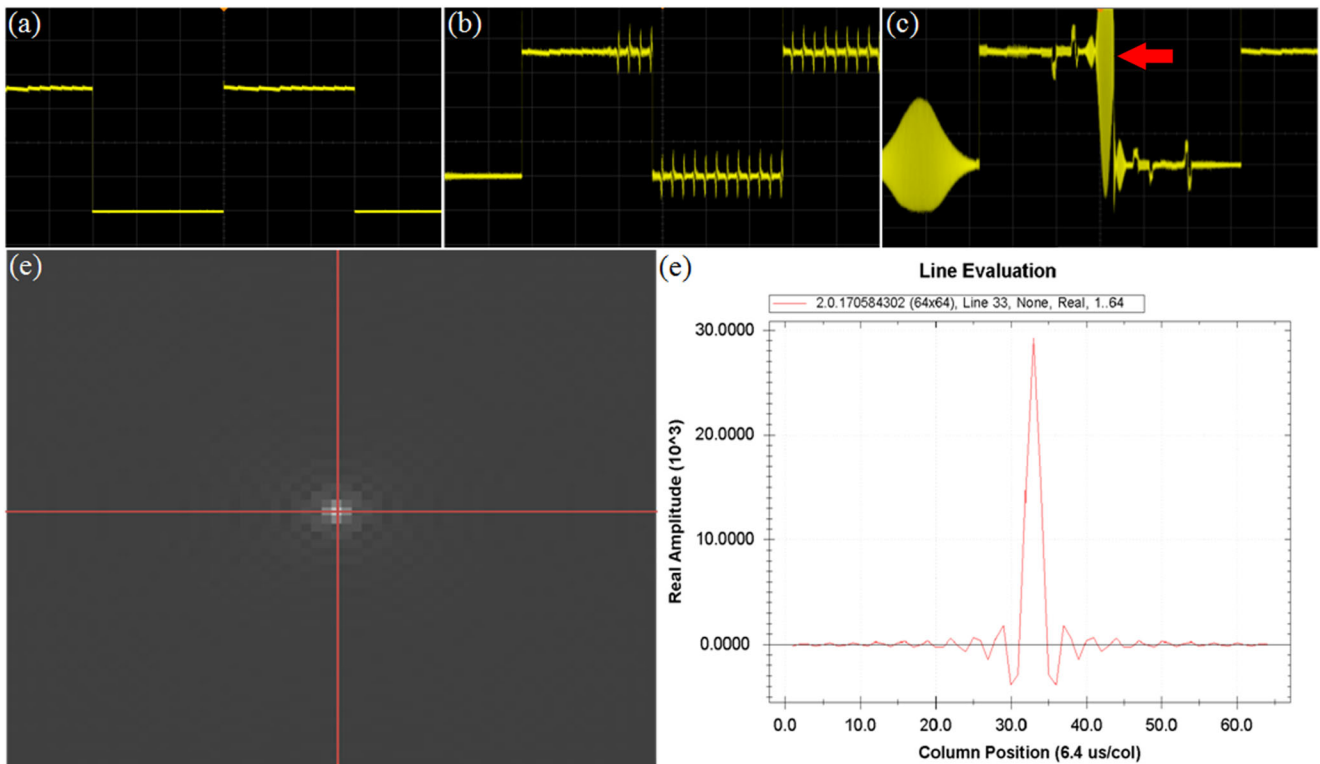 (a)
(b)
(c)
(e)
(e)
Line Evaluation
2.0.170584302 (64x64), Line 33, None, Real, 1..64
30.0000
20.0000
10.0000
0.0000
Real Amplitude (10^3)
0.0 10.0 20.0 30.0 40.0 50.0 60.0
Column Position (6.4 us/col)